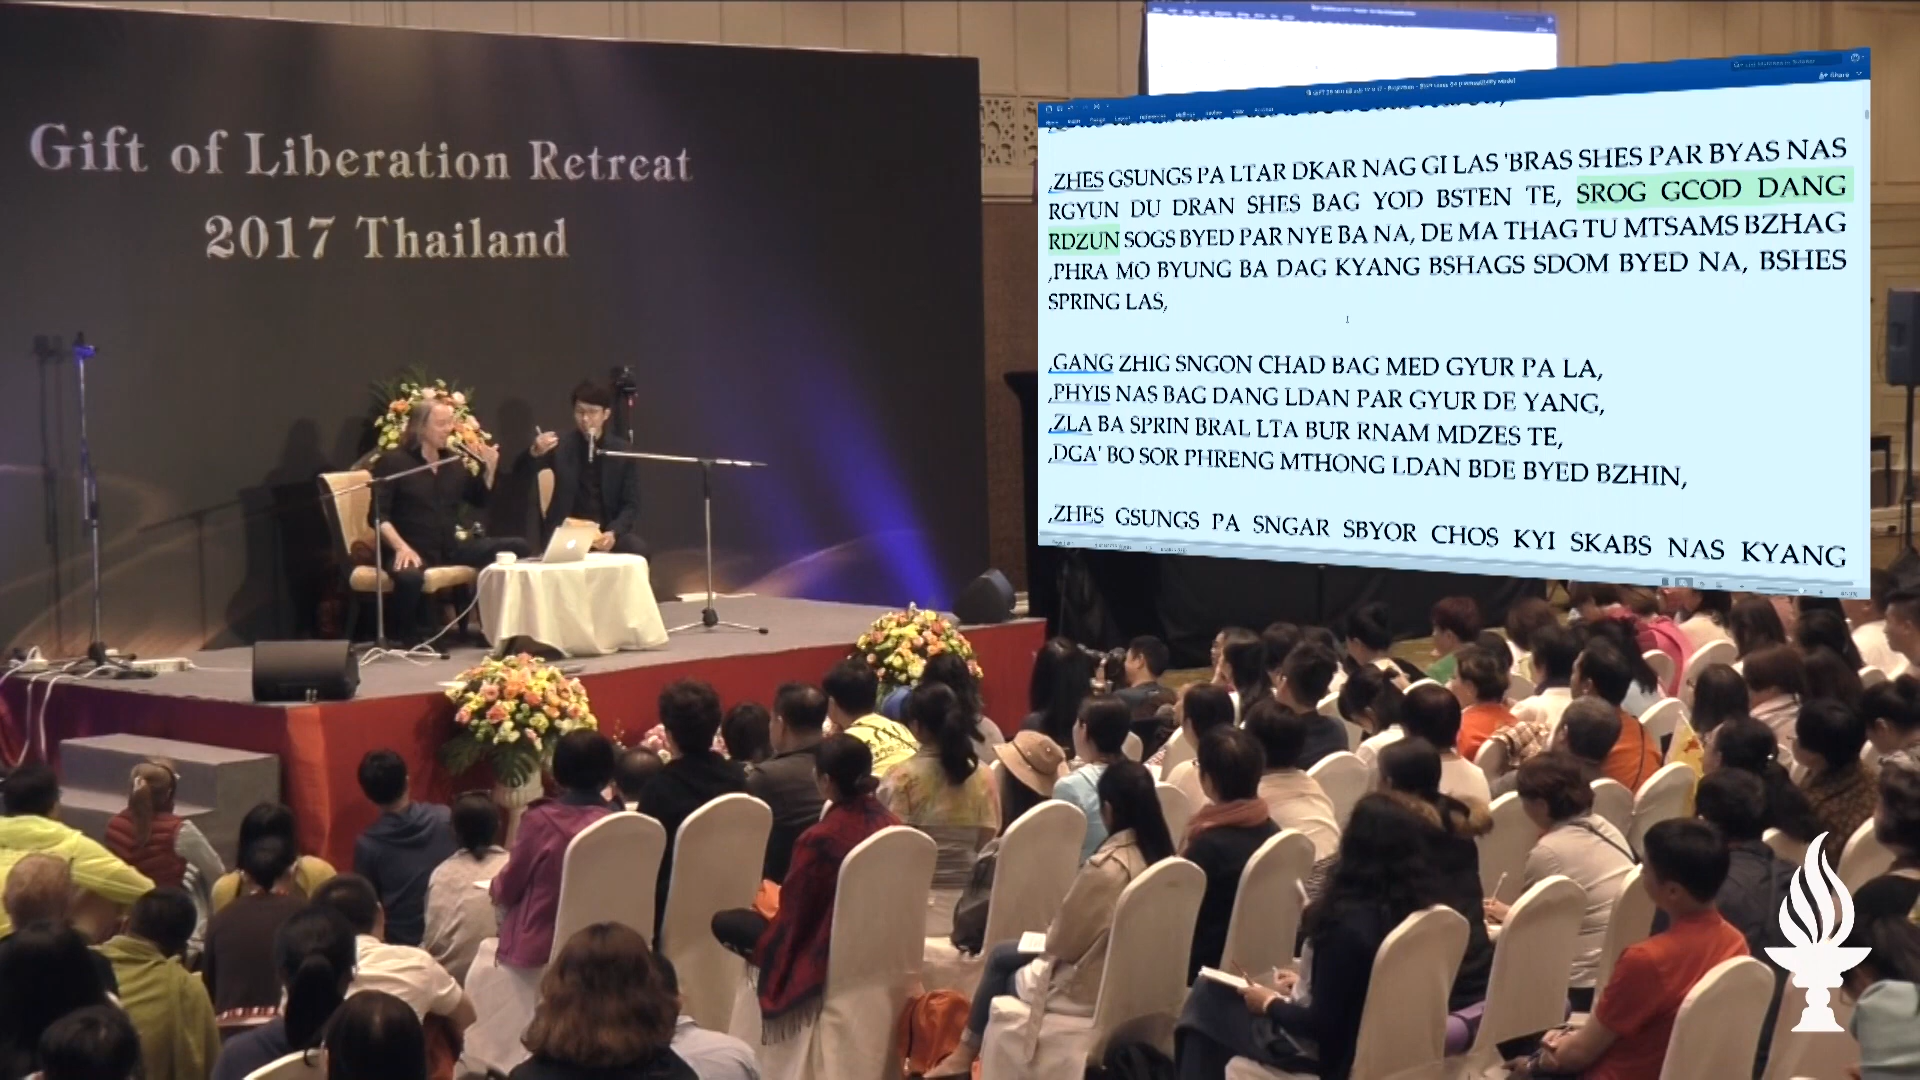 Gift of Liberation Retreat
2017 Thailand
Share
,ZHES GSUNGS PA LTAR DKAR NAG GI LAS 'BRAS SHES PAR BYAS NAS
RGYUN DU DRAN SHES BAG YOD BSTEN TE, SROG GCOD DANG
RDZUN SOGS BYED PAR NYE BA NA, DE MA THAG TU MTSAMS BZHAG
,PHRA MO BYUNG BA DAG KYANG BSHAGS SDOM BYED NA, BSHES
SPRING LAS,
,GANG ZHIG SNGON CHAD BAG MED GYUR PA LA,
,PHYIS NAS BAG DANG LDAN PAR GYUR DE YANG,
,ZLA BA SPRIN BRAL LTA BUR RNAM MDZES TE,
,DGA' BO SOR PHRENG MTHONG LDAN BDE BYED BZHIN,
,ZHES GSUNGS PA SNGAR SBYOR CHOS KYI SKABS NAS KYANG